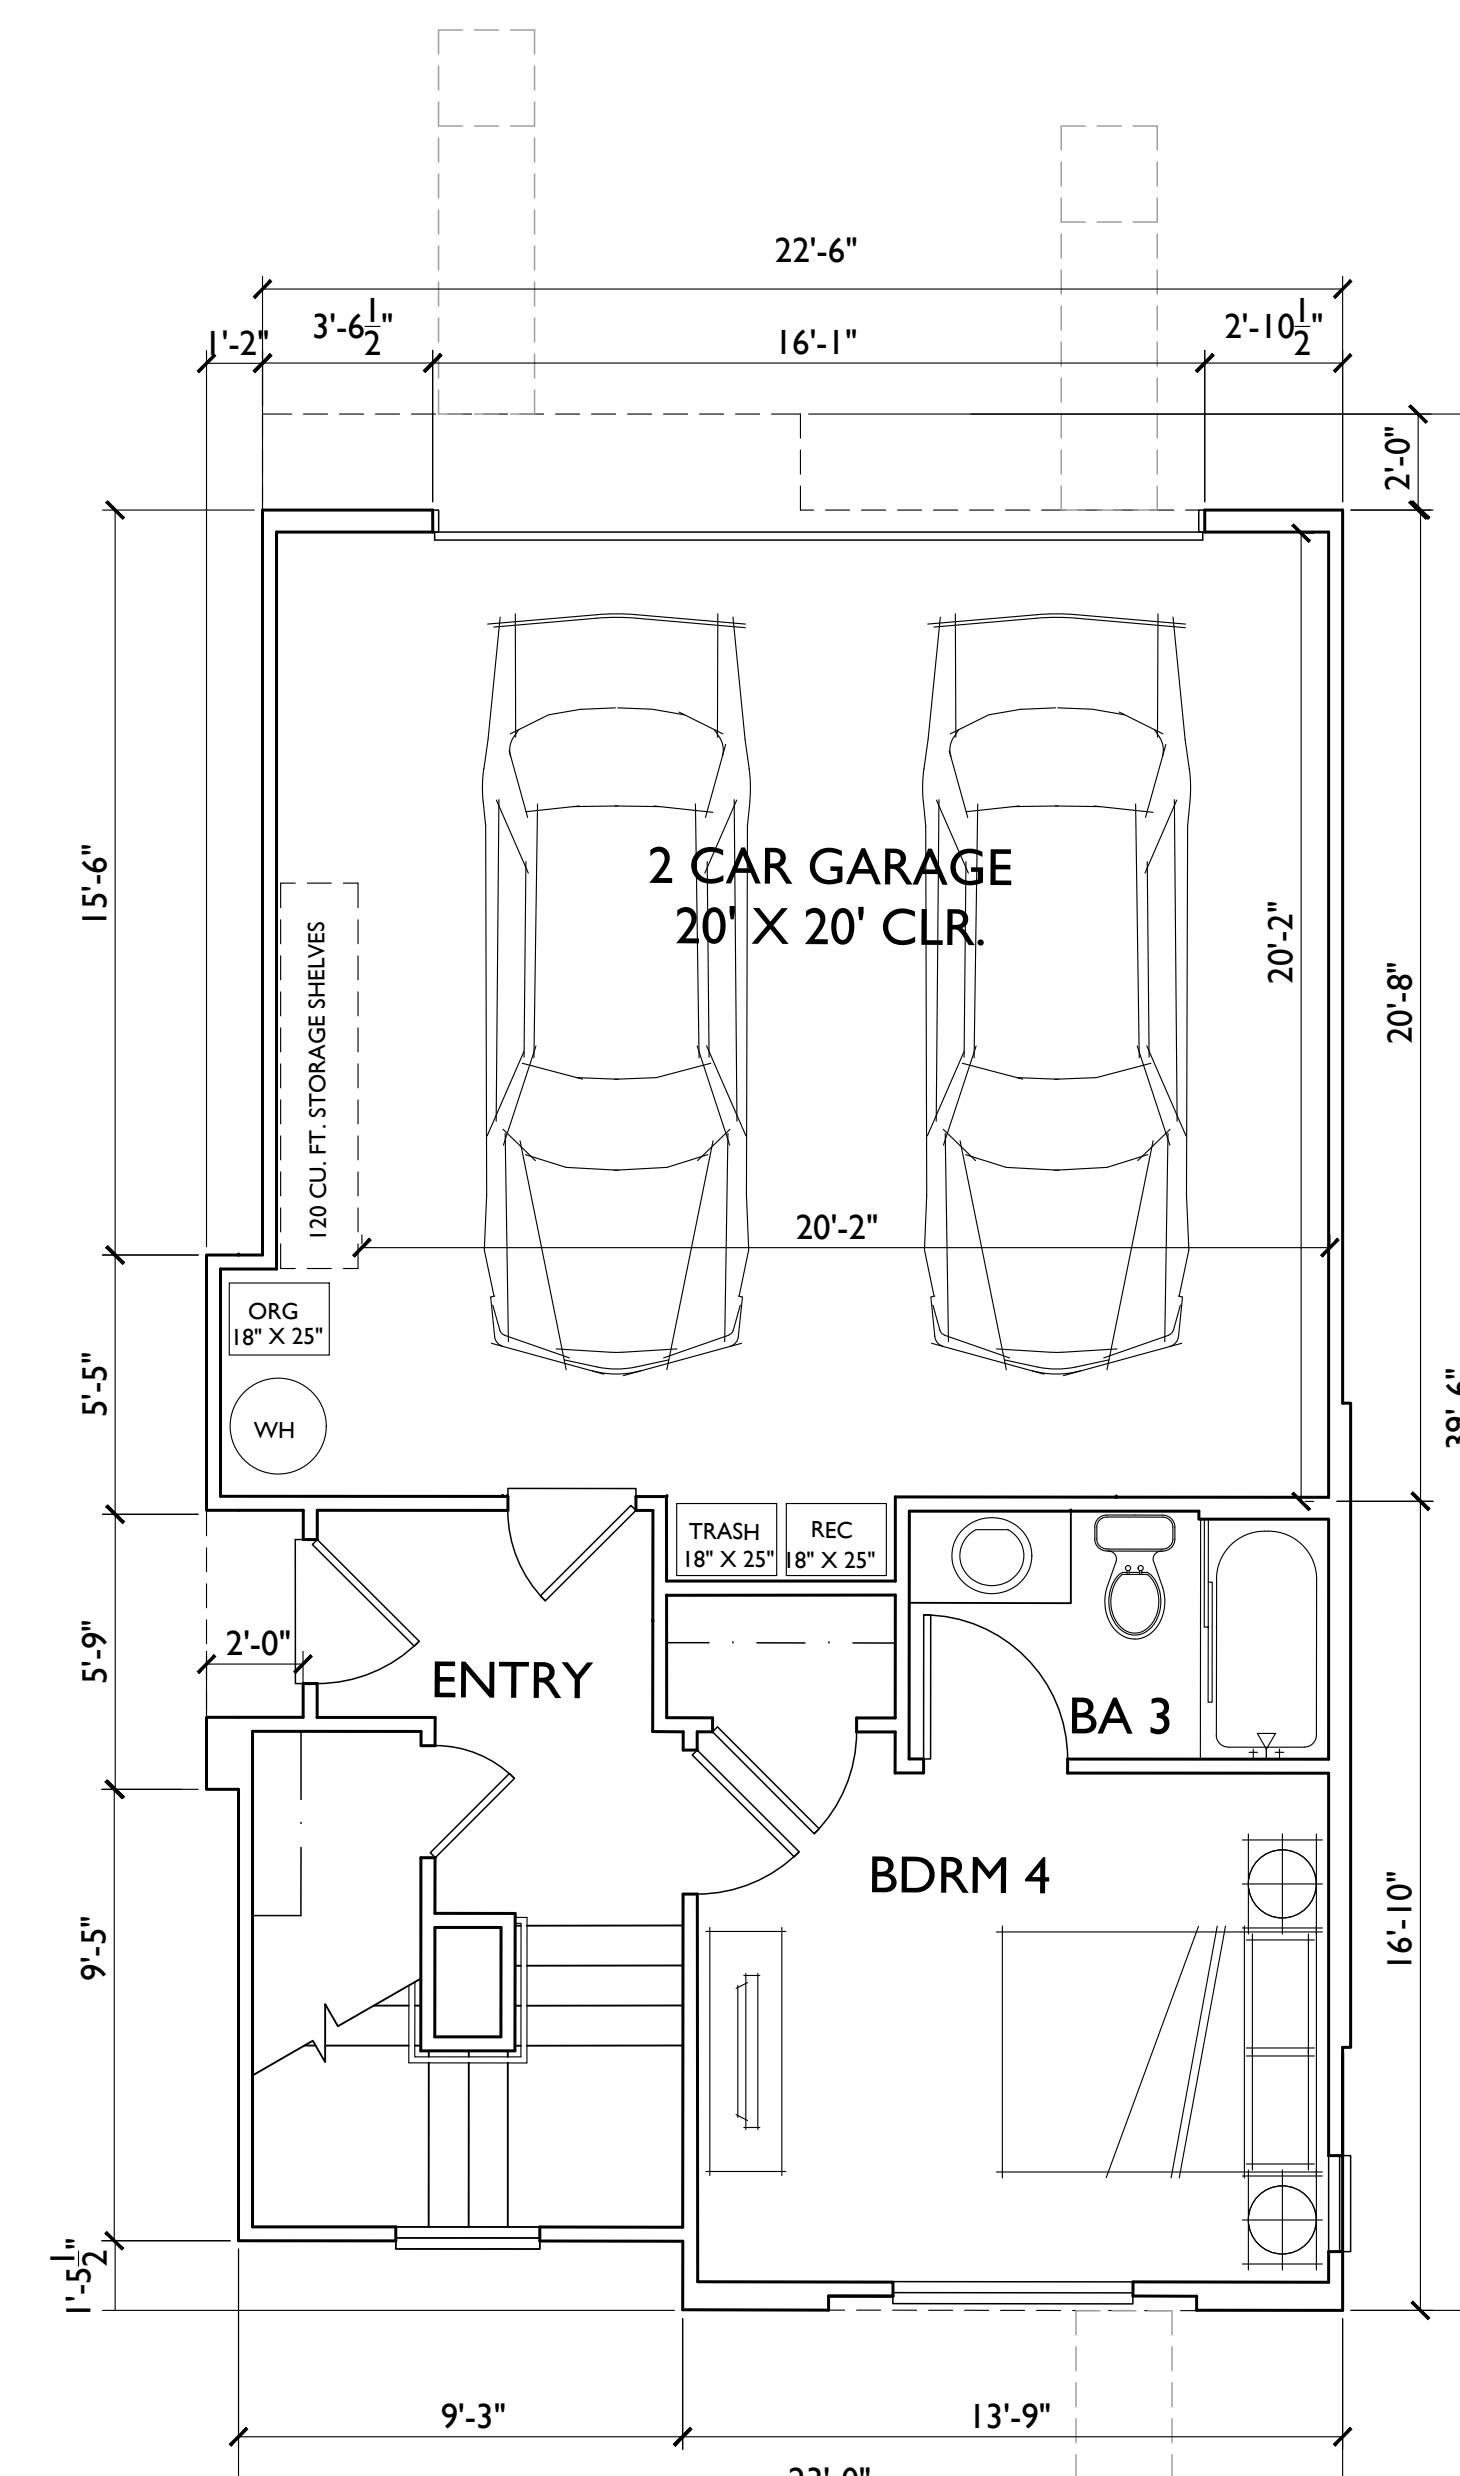 22'-6"
1'-2"
3'-6 1/2"
16'-1"
2'-10 1/2"
2'-0"
15'-6"
2 CAR GARAGE
20' X 20' CLR.
20'-2"
20'-8"
120 CU. FT. STORAGE SHELVES
20'-2"
ORG
18" X 25"
5'-5"
WH
TRASH
18" X 25"
REC
18" X 25"
5'-9"
2'-0"
ENTRY
BA 3
BDRM 4
9'-5"
16'-10"
1'-5 1/2"
9'-3"
13'-9"